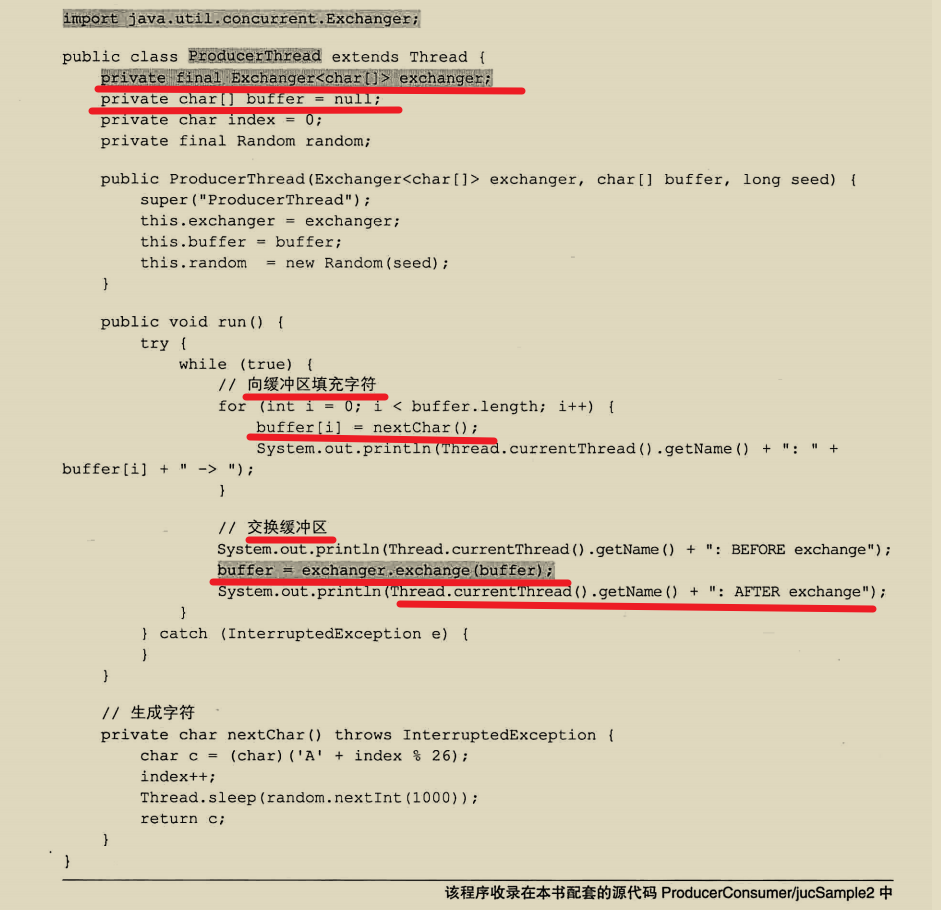 import java.util.concurrent.Exchanger;
public class ProducerThread extends Thread {
private final Exchanger<char[]> exchanger;
private char[] buffer = null;
private char index = 0;
private final Random random;
public ProducerThread(Exchanger<char[]> exchanger, char[] buffer, long seed) {
super("ProducerThread");
this.exchanger = exchanger;
this.buffer = buffer;
this.random = new Random(seed);
}
public void run() {
try {
while (true) {
// 向缓冲区填充字符
for (int i = 0; i < buffer.length; i++) {
buffer[i] = nextChar();
System.out.println(Thread.currentThread().getName() + ": " +
buffer[i] + " -> ");
}
// 交换缓冲区
System.out.println(Thread.currentThread().getName() + ": BEFORE exchange");
buffer = exchanger.exchange(buffer);
System.out.println(Thread.currentThread().getName() + ": AFTER exchange");
}
} catch (InterruptedException e) {
}
}
// 生成字符
private char nextChar() throws InterruptedException {
char c = (char)('A' + index % 26);
index++;
Thread.sleep(random.nextInt(1000));
return c;
}
}
该程序收录在本书配套的源代码 ProducerConsumer/jucSample2 中